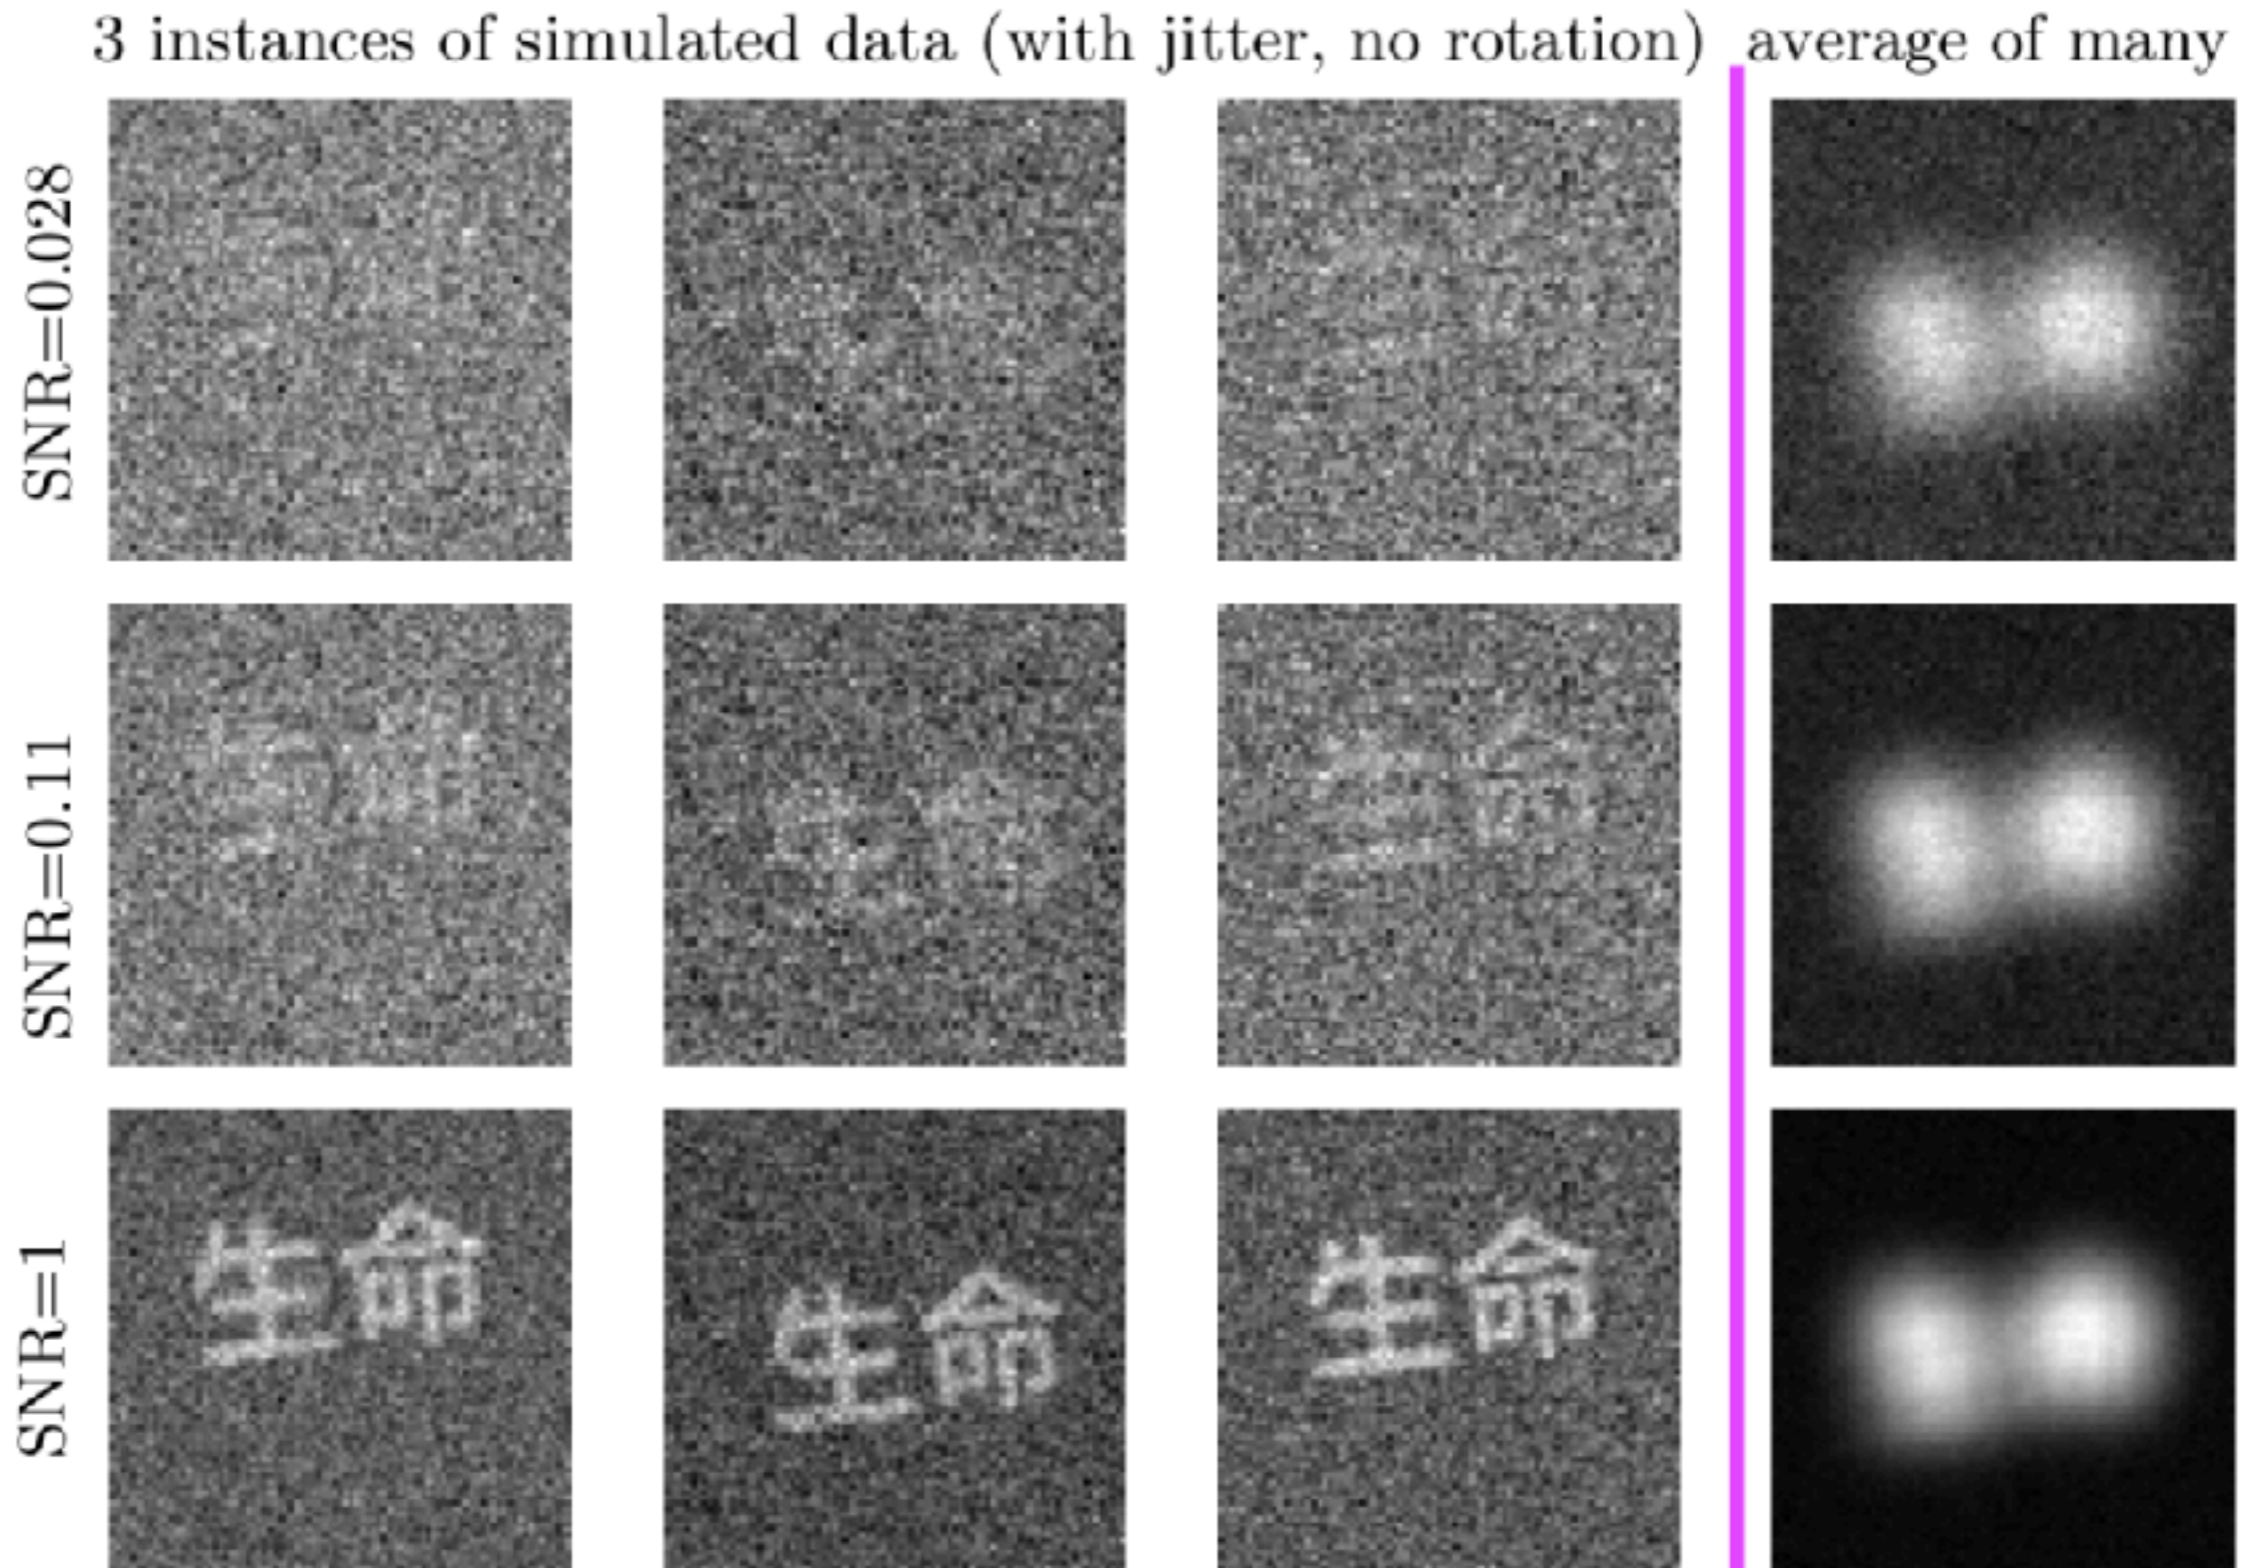 3 instances of simulated data (with jitter, no rotation) average of many
SNR=0.028
SNR=0.11
SNR=1
生命 生命 生命